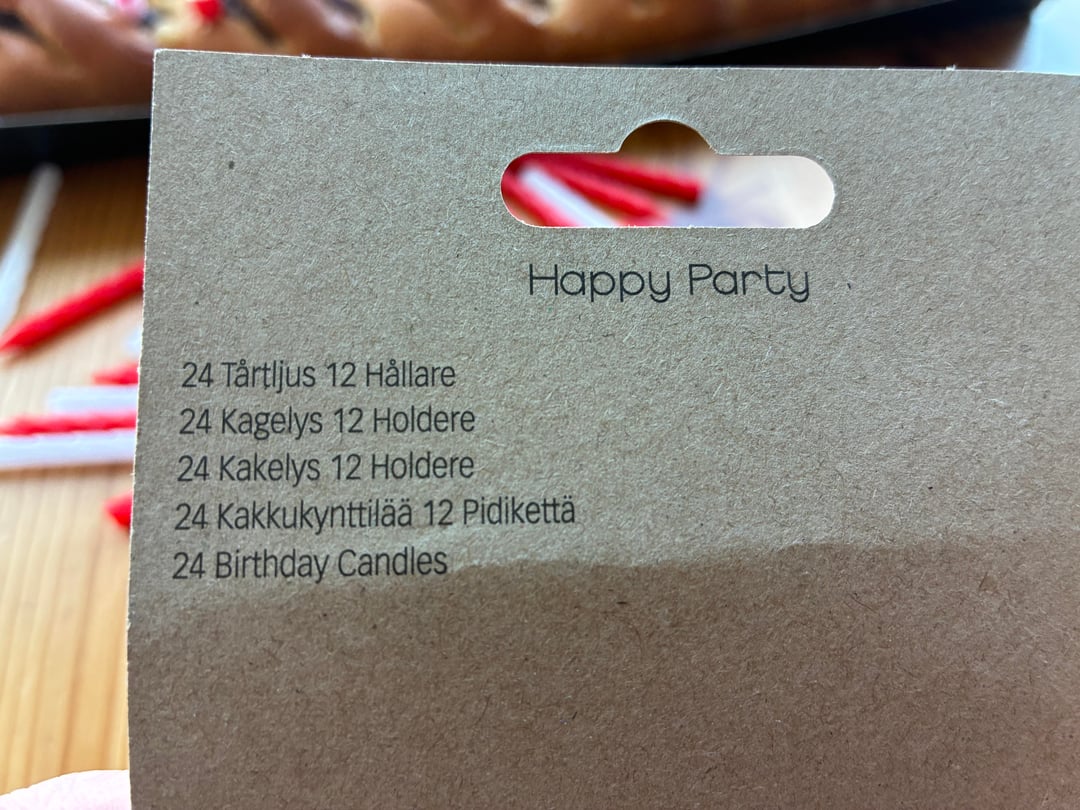 Happy Party
24 Tårtljus 12 Hållare
24 Kagelys 12 Holdere
24 Kakelys 12 Holdere
24 Kakkukynttilää 12 Pidikettä
24 Birthday Candles